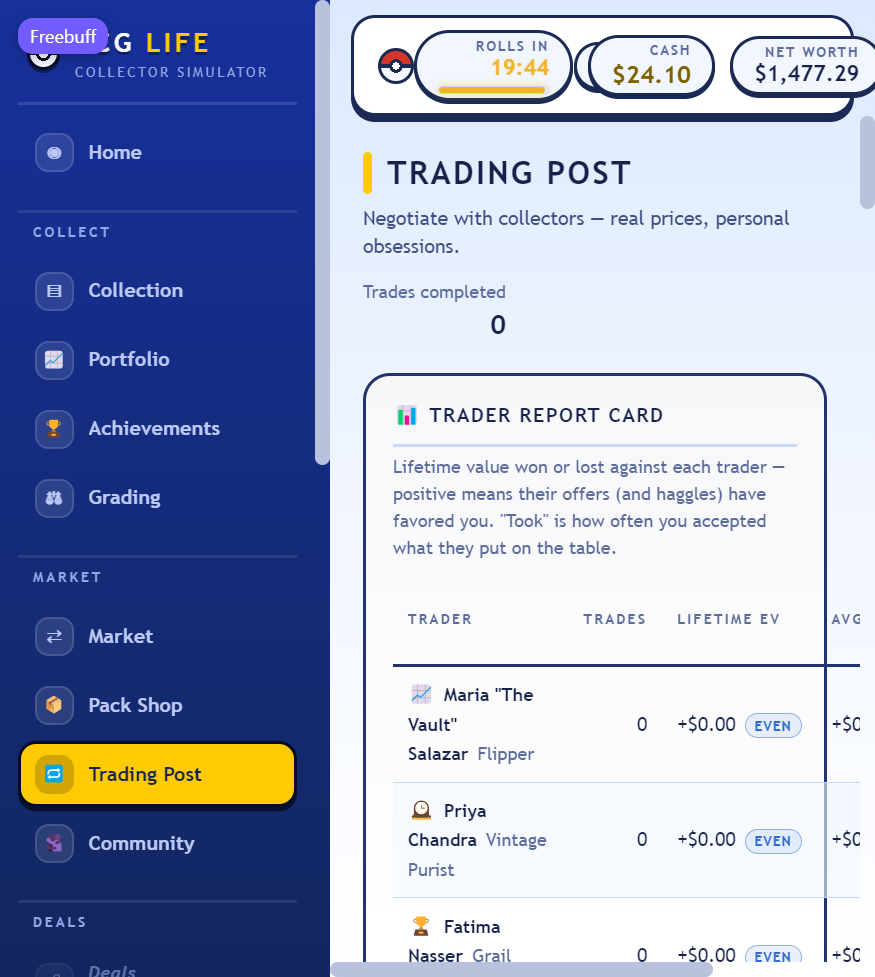 Freebuff
CG LIFE
COLLECTOR SIMULATOR
Home
COLLECT
Collection
Portfolio
Achievements
Grading
MARKET
Market
Pack Shop
Trading Post
Community
DEALS
Deals
ROLLS IN
19:44
CASH
$24.10
NET WORTH
$1,477.29
TRADING POST
Negotiate with collectors — real prices, personal
obsessions.
Trades completed
0
TRADER REPORT CARD
Lifetime value won or lost against each trader —
positive means their offers (and haggles) have
favored you. "Took" is how often you accepted
what they put on the table.
TRADER TRADES LIFETIME EV AVG
Maria "The
Vault"
Salazar Flipper
0 +$0.00 EVEN +$0
Priya
Chandra Vintage
Purist
0 +$0.00 EVEN +$0
Fatima
Nasser Grail
0 +$0.00 EVEN +$0